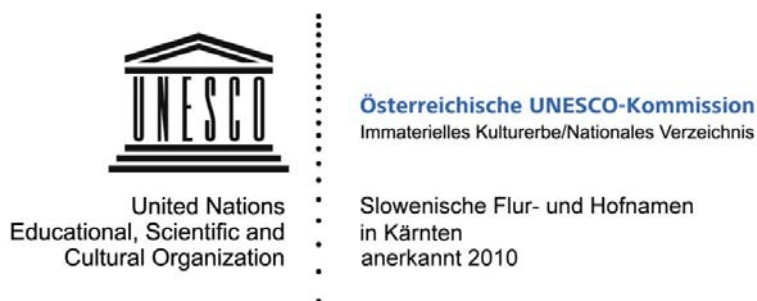 UNESCO
United Nations
Educational, Scientific and
Cultural Organization
Österreichische UNESCO-Kommission
Immaterielles Kulturerbe/Nationales Verzeichnis
Slowenische Flur- und Hofnamen
in Kärnten
anerkannt 2010